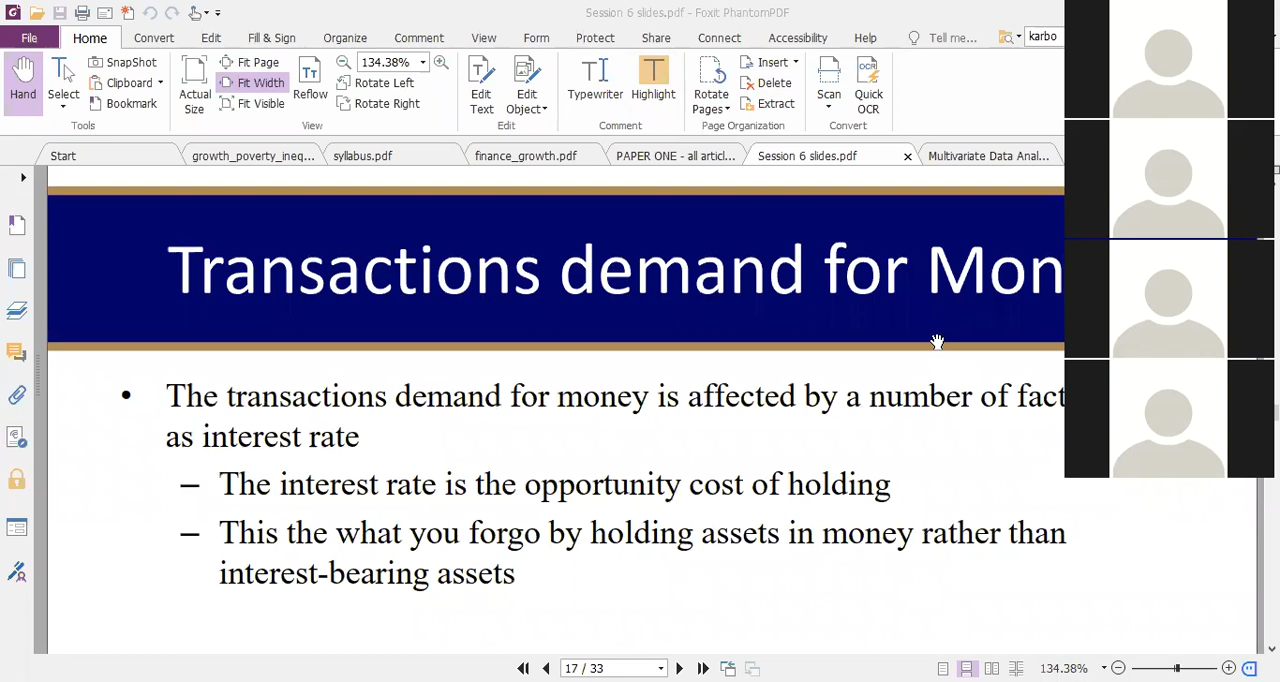 Session 6 slides.pdf - Foxit PhantomPDF
File Home Convert Edit Fill & Sign Organize Comment View Form Protect Share Connect Accessibility Help Tell me... karbo
Hand
Select
SnapShot
Clipboard
Bookmark
Tools
Actual Size
Fit Page
Fit Width
Fit Visible
Reflow
134.38%
Rotate Left
Rotate Right
View
Edit Text
Edit Object
Edit
Typewriter
Highlight
Comment
Rotate Pages
Insert
Delete
Extract
Page Organization
Scan
Quick OCR
Convert
Start growth_poverty_ineq... syllabus.pdf finance_growth.pdf PAPER ONE - all articl... Session 6 slides.pdf Multivariate Data Anal...
Transactions demand for Mon
• The transactions demand for money is affected by a number of fact
as interest rate
– The interest rate is the opportunity cost of holding
– This the what you forgo by holding assets in money rather than
interest-bearing assets
17 / 33
134.38%